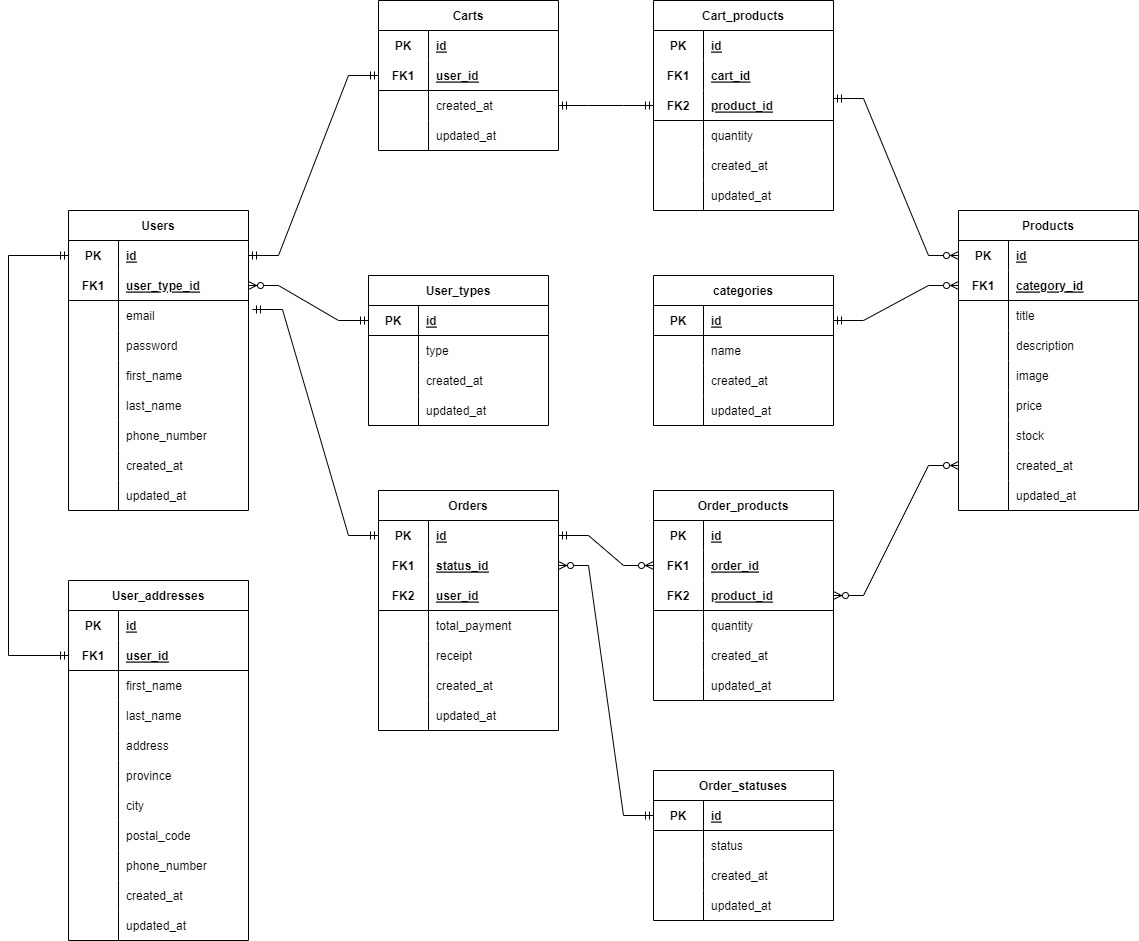 Carts
PK id
FK1 user_id
created_at
updated_at
Cart_products
PK id
FK1 cart_id
FK2 product_id
quantity
created_at
updated_at
Users
PK id
FK1 user_type_id
email
password
first_name
last_name
phone_number
created_at
updated_at
User_types
PK id
type
created_at
updated_at
categories
PK id
name
created_at
updated_at
Products
PK id
FK1 category_id
title
description
image
price
stock
created_at
updated_at
Orders
PK id
FK1 status_id
FK2 user_id
total_payment
receipt
created_at
updated_at
Order_products
PK id
FK1 order_id
FK2 product_id
quantity
created_at
updated_at
User_addresses
PK id
FK1 user_id
first_name
last_name
address
province
city
postal_code
phone_number
created_at
updated_at
Order_statuses
PK id
status
created_at
updated_at